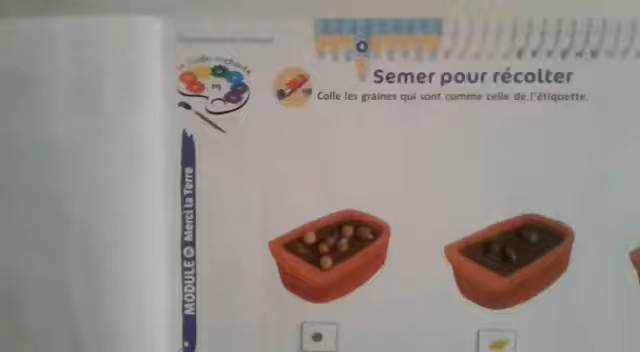 Semer pour récolter
Colle les graines qui sont comme celle de l'étiquette.
MODULE Merci la Terre